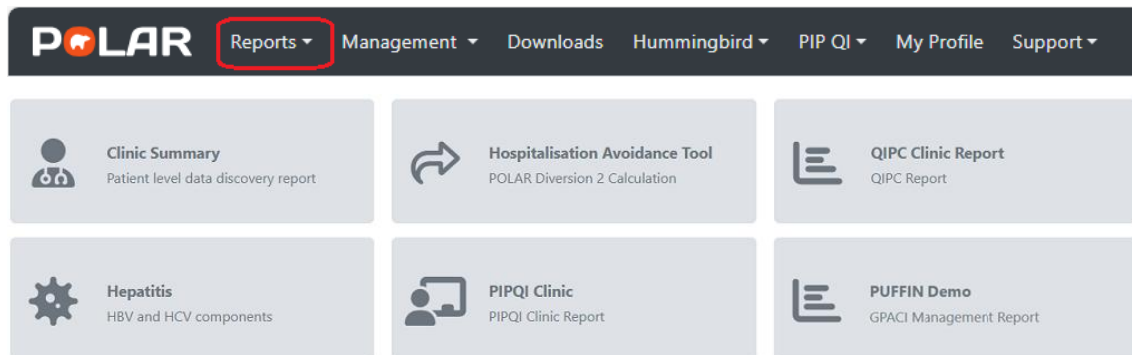 POLAR Reports Management Downloads Hummingbird PIP QI My Profile Support
Clinic Summary
Patient level data discovery report
Hospitalisation Avoidance Tool
POLAR Diversion 2 Calculation
QIPC Clinic Report
QIPC Report
Hepatitis
HBV and HCV components
PIPQI Clinic
PIPQI Clinic Report
PUFFIN Demo
GPACI Management Report